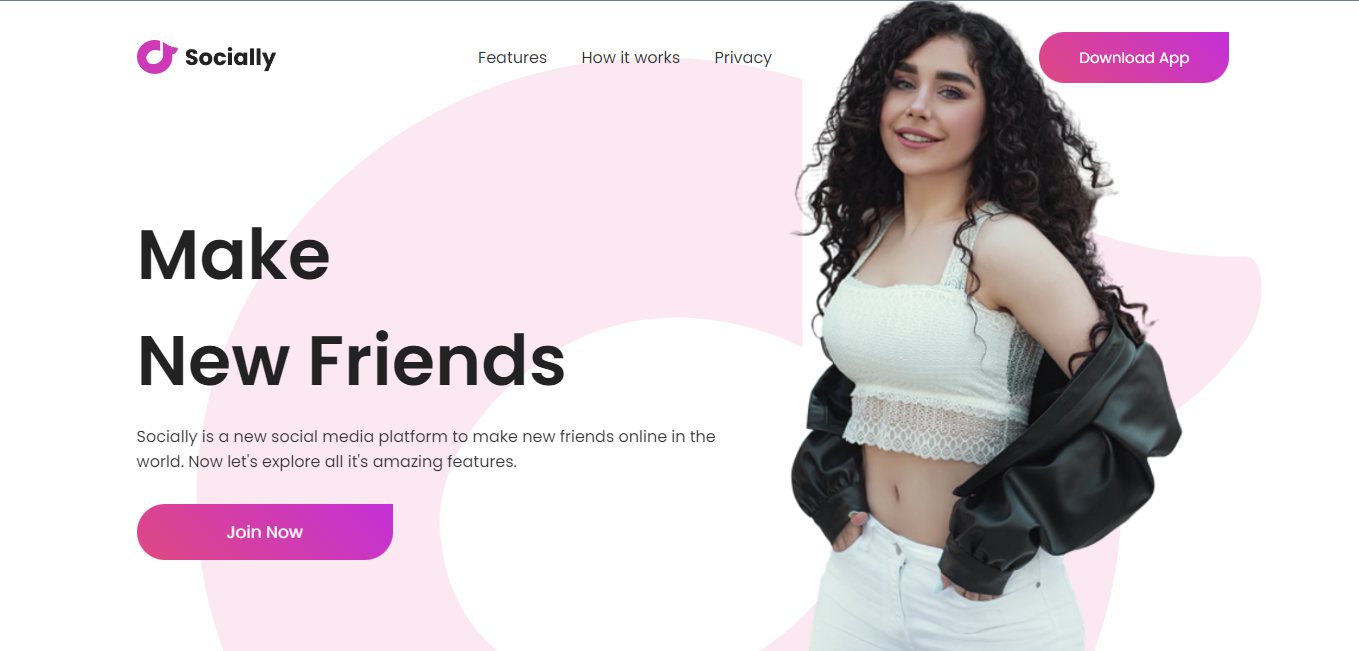 Socially
Features
How it works
Privacy
Download App
Make
New Friends
Socially is a new social media platform to make new friends online in the
world. Now let's explore all it's amazing features.
Join Now